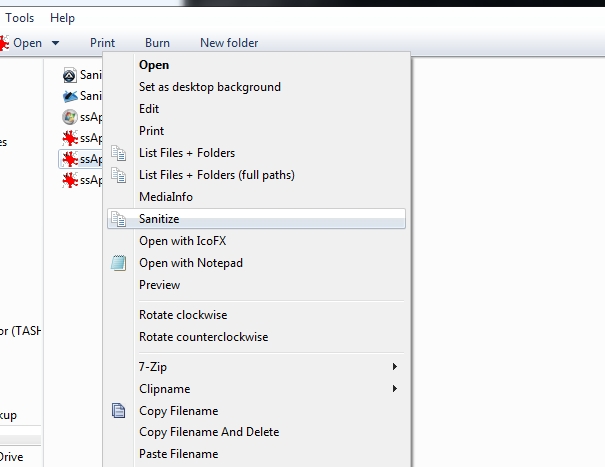 Tools Help
Open Print Burn New folder
Open
Sani
Set as desktop background
Sani
Edit
ssAp
Print
ssAp
List Files + Folders
ssAp
List Files + Folders (full paths)
ssAp
MediaInfo
Sanitize
Open with IcoFX
Open with Notepad
Preview
Rotate clockwise
or (TASH
Rotate counterclockwise
7-Zip
Clipname
kup
Copy Filename
Copy Filename And Delete
Drive
Paste Filename